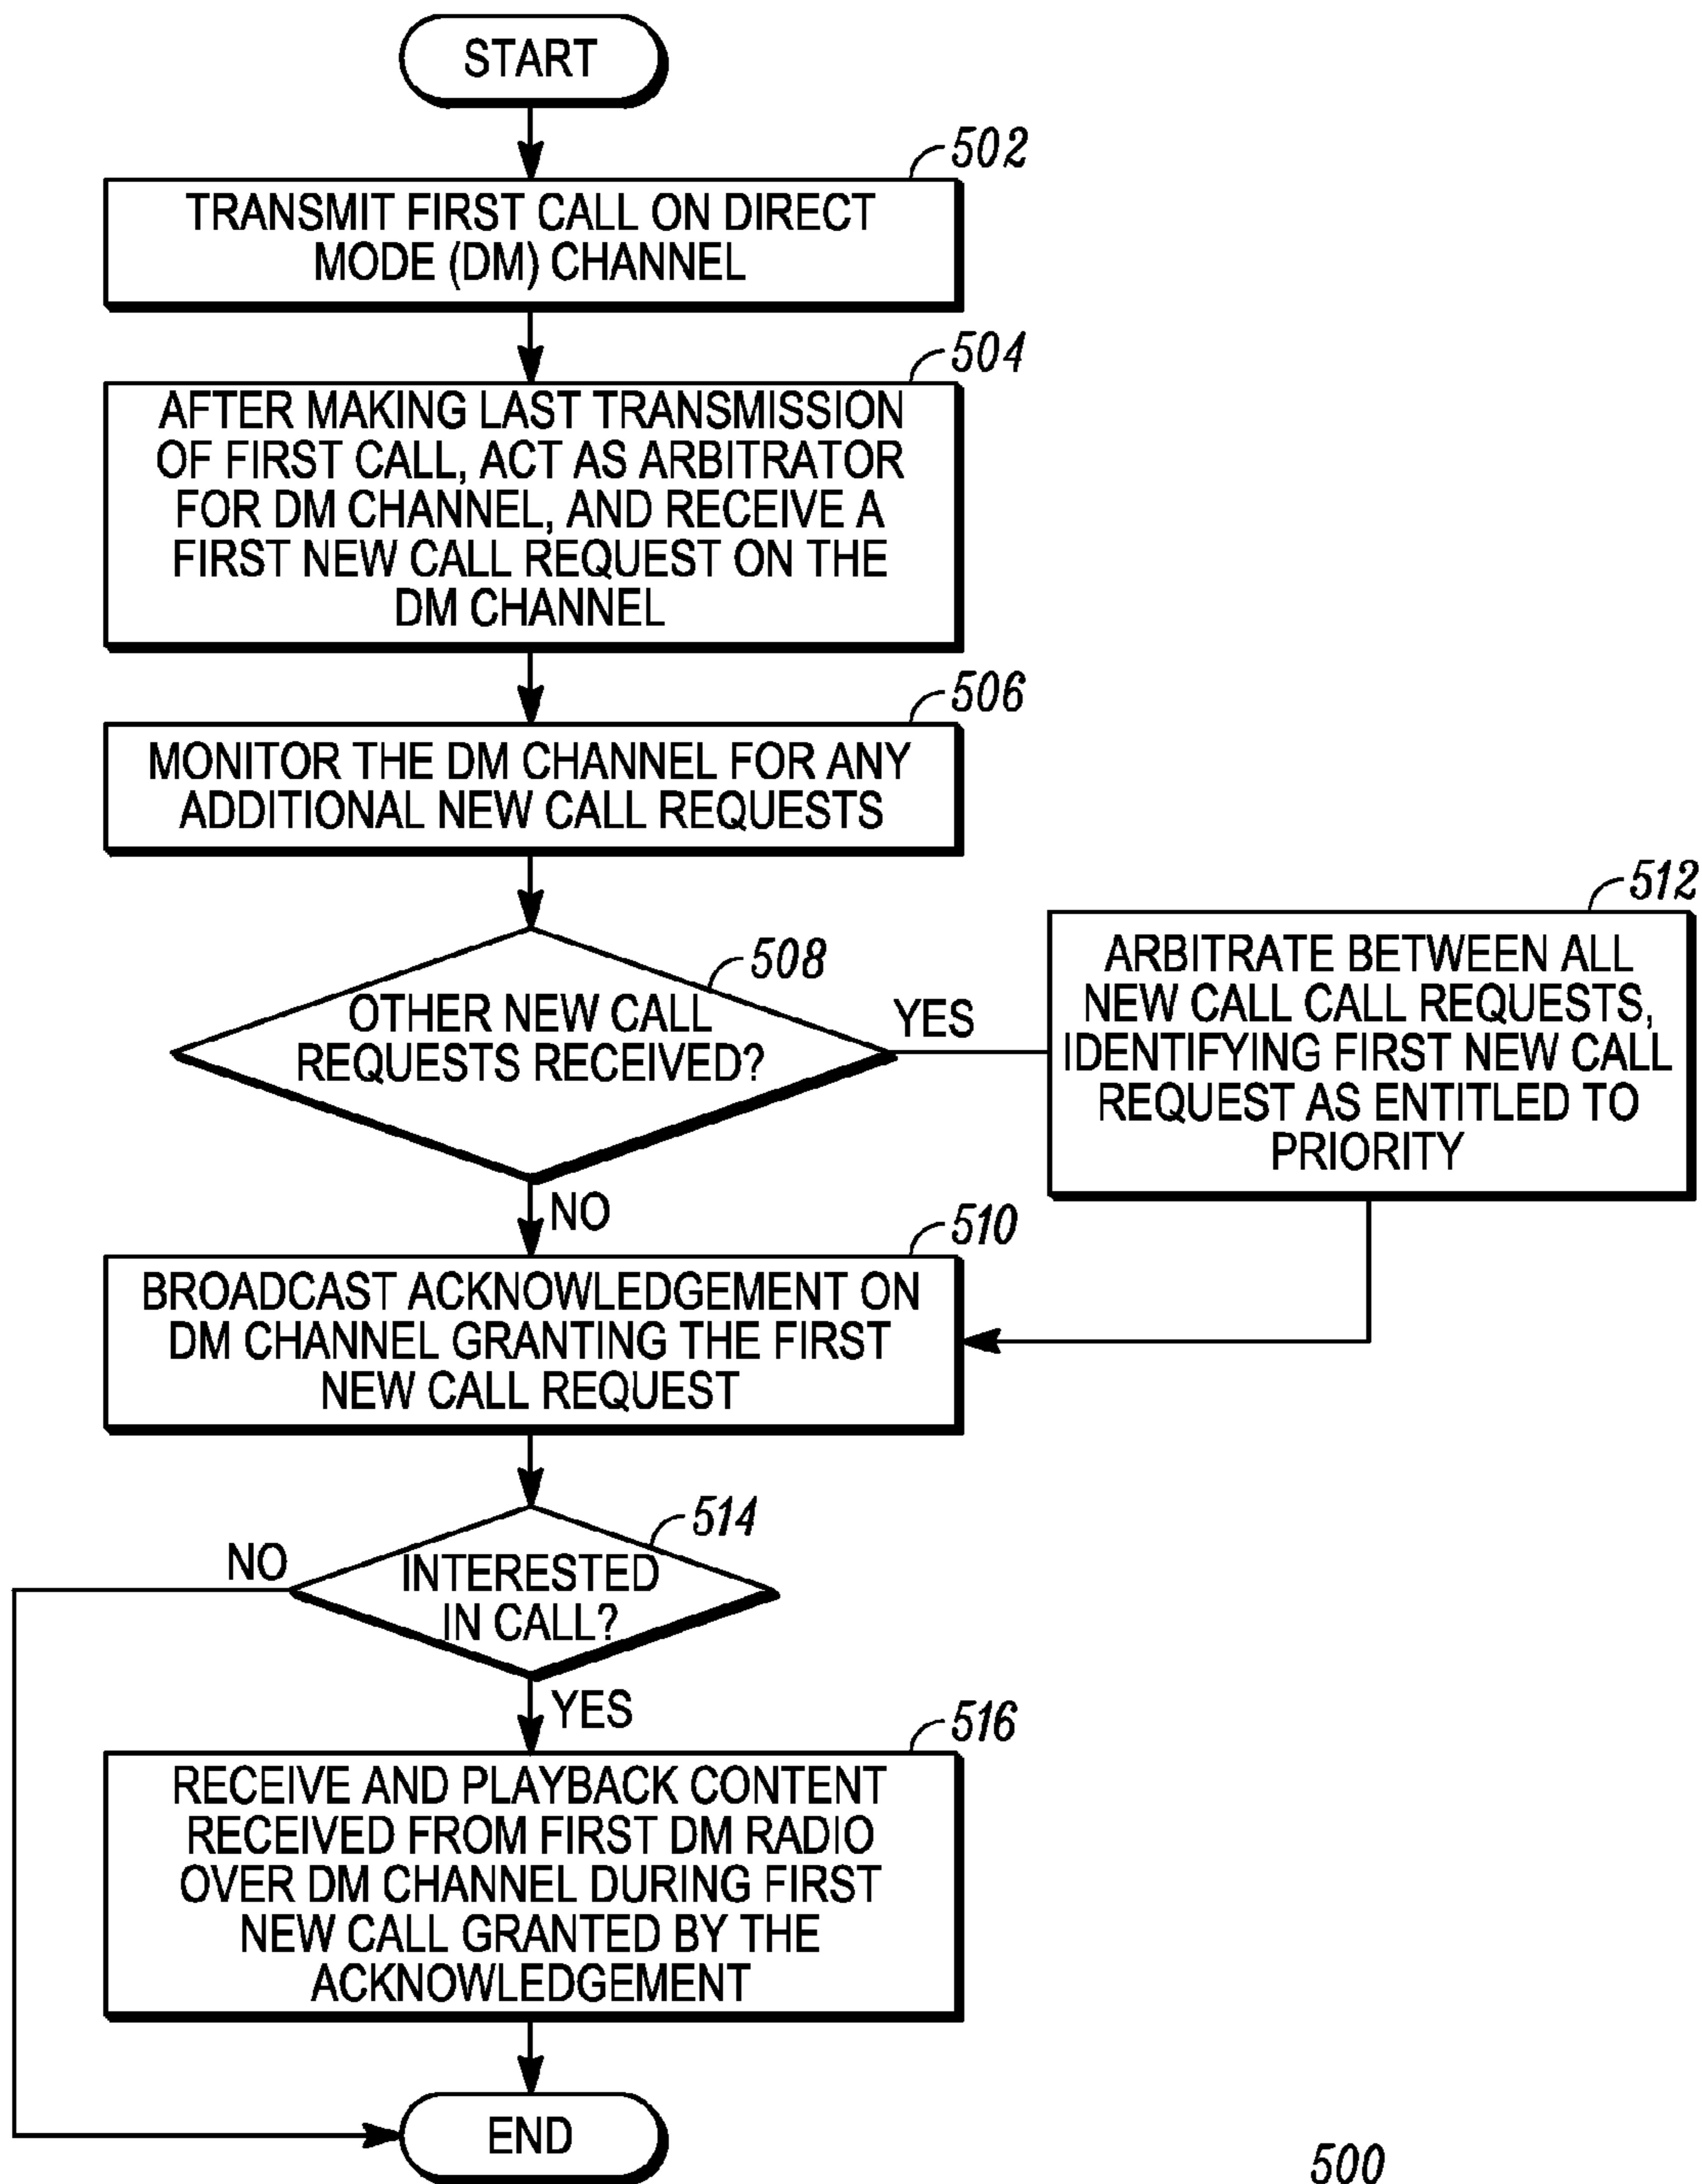 START
502
TRANSMIT FIRST CALL ON DIRECT
MODE (DM) CHANNEL
504
AFTER MAKING LAST TRANSMISSION
OF FIRST CALL, ACT AS ARBITRATOR
FOR DM CHANNEL, AND RECEIVE A
FIRST NEW CALL REQUEST ON THE
DM CHANNEL
506
MONITOR THE DM CHANNEL FOR ANY
ADDITIONAL NEW CALL REQUESTS
508
OTHER NEW CALL
REQUESTS RECEIVED?
YES
512
ARBITRATE BETWEEN ALL
NEW CALL CALL REQUESTS,
IDENTIFYING FIRST NEW CALL
REQUEST AS ENTITLED TO
PRIORITY
NO
510
BROADCAST ACKNOWLEDGEMENT ON
DM CHANNEL GRANTING THE FIRST
NEW CALL REQUEST
514
INTERESTED
IN CALL?
NO
YES
516
RECEIVE AND PLAYBACK CONTENT
RECEIVED FROM FIRST DM RADIO
OVER DM CHANNEL DURING FIRST
NEW CALL GRANTED BY THE
ACKNOWLEDGEMENT
END
500